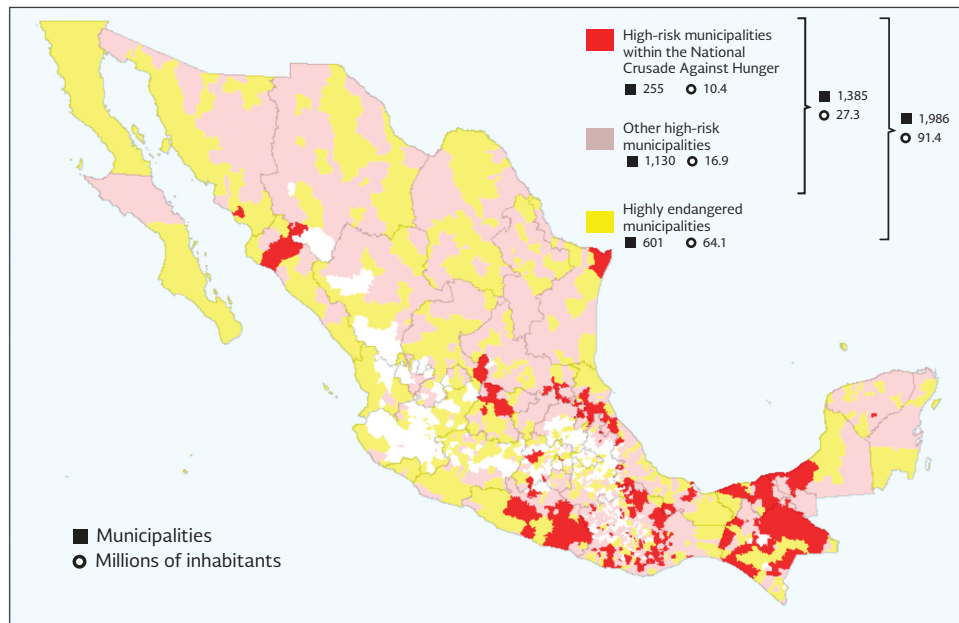 High-risk municipalities
within the National
Crusade Against Hunger
255 10.4
1,385
27.3
1,986
91.4
Other high-risk
municipalities
1,130 16.9
Highly endangered
municipalities
601 64.1
Municipalities
Millions of inhabitants